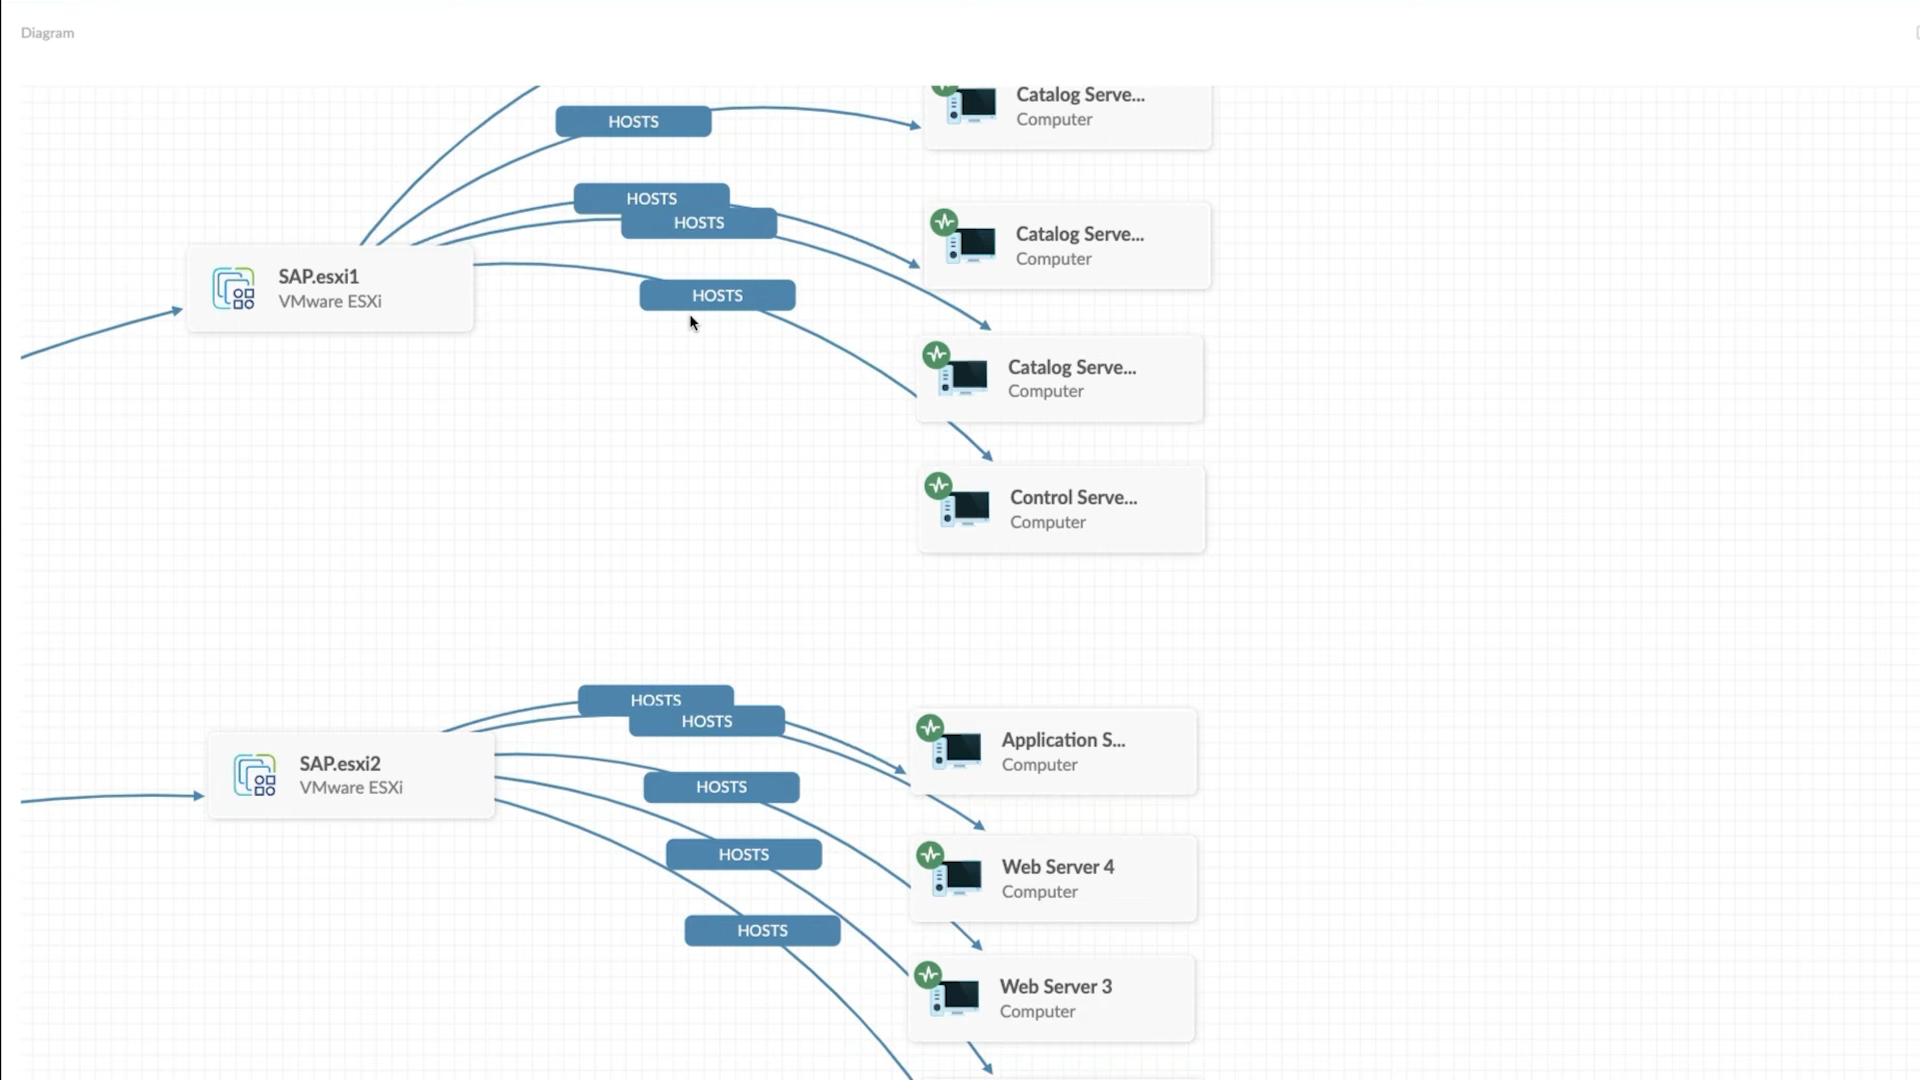 Diagram
Catalog Serve...
Computer
HOSTS
HOSTS
HOSTS
Catalog Serve...
Computer
SAP.esxi1
VMware ESXi
HOSTS
Catalog Serve...
Computer
Control Serve...
Computer
HOSTS
HOSTS
Application S...
Computer
SAP.esxi2
VMware ESXi
HOSTS
HOSTS
Web Server 4
Computer
HOSTS
Web Server 3
Computer